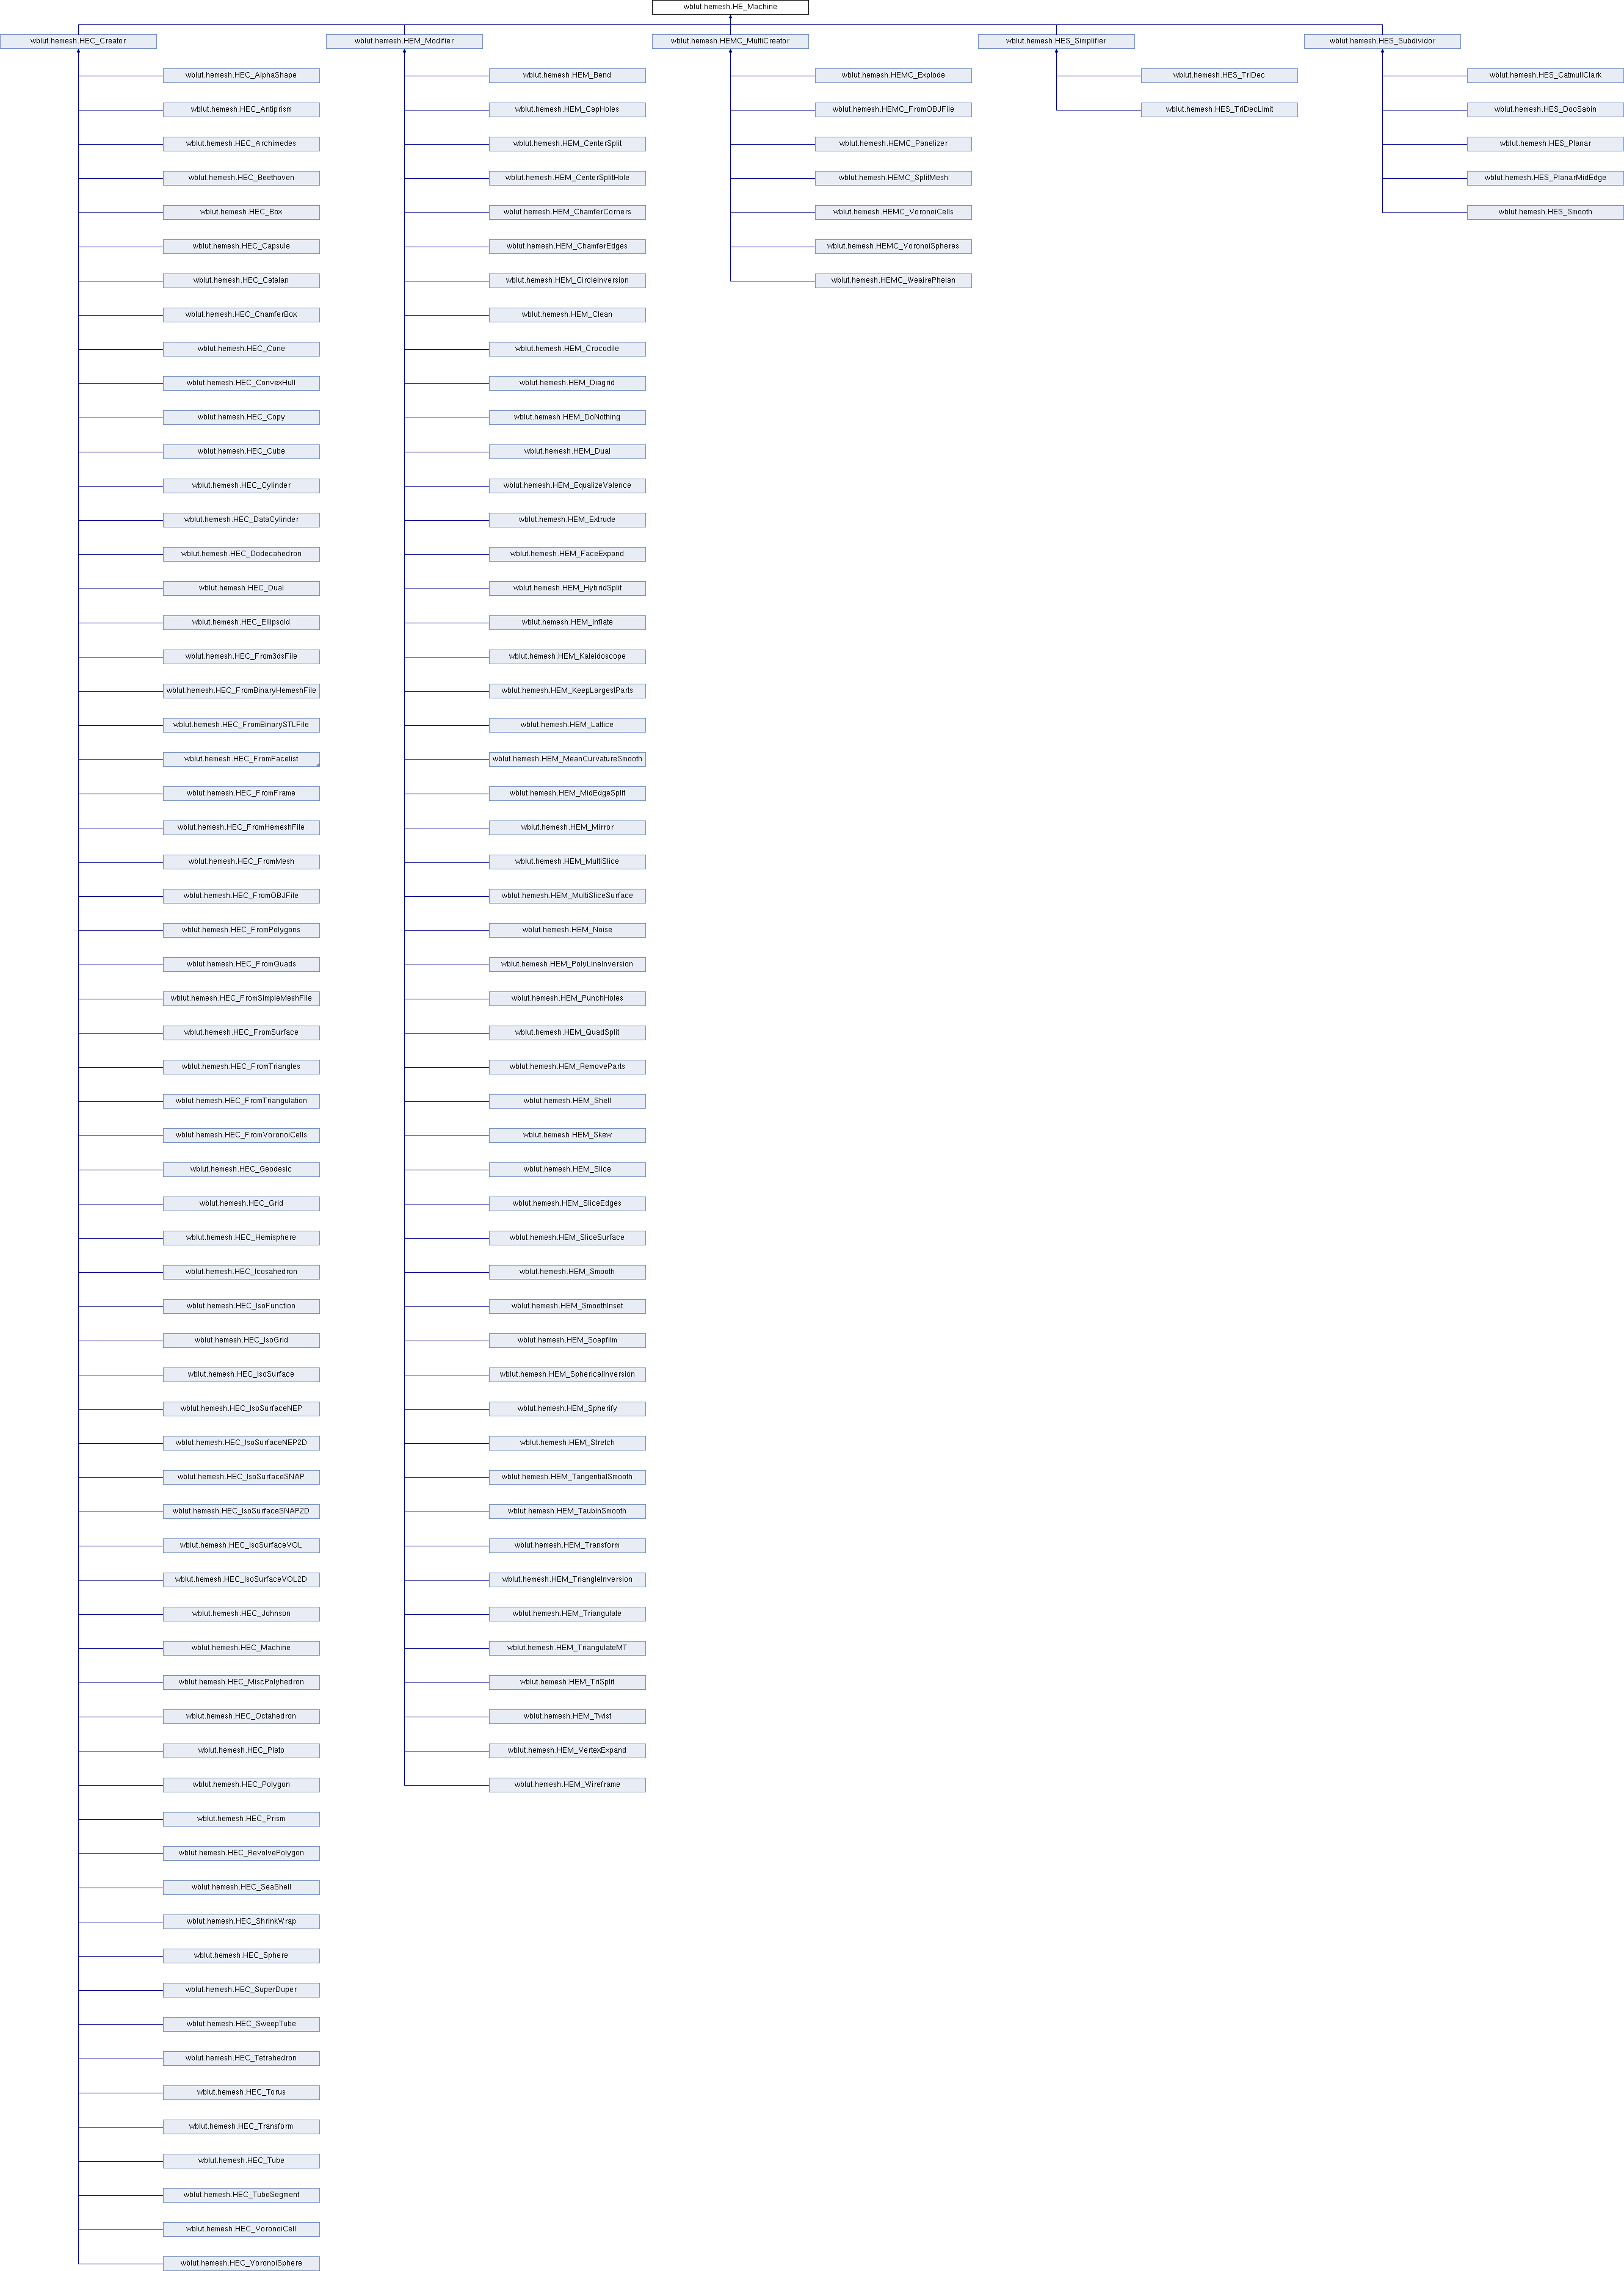 wblut.hemesh.HE_Machine
wblut.hemesh.HEC_Creator
wblut.hemesh.HEM_Modifier
wblut.hemesh.HEMC_MultiCreator
wblut.hemesh.HES_Simplifier
wblut.hemesh.HES_Subdividor
wblut.hemesh.HEC_AlphaShape
wblut.hemesh.HEC_Antiprism
wblut.hemesh.HEC_Archimedes
wblut.hemesh.HEC_Beethoven
wblut.hemesh.HEC_Box
wblut.hemesh.HEC_Capsule
wblut.hemesh.HEC_Catalan
wblut.hemesh.HEC_ChamferBox
wblut.hemesh.HEC_Cone
wblut.hemesh.HEC_ConvexHull
wblut.hemesh.HEC_Copy
wblut.hemesh.HEC_Cube
wblut.hemesh.HEC_Cylinder
wblut.hemesh.HEC_DataCylinder
wblut.hemesh.HEC_Dodecahedron
wblut.hemesh.HEC_Dual
wblut.hemesh.HEC_Ellipsoid
wblut.hemesh.HEC_From3dsFile
wblut.hemesh.HEC_FromBinaryHemeshFile
wblut.hemesh.HEC_FromBinarySTLFile
wblut.hemesh.HEC_FromFacelist
wblut.hemesh.HEC_FromFrame
wblut.hemesh.HEC_FromHemeshFile
wblut.hemesh.HEC_FromMesh
wblut.hemesh.HEC_FromOBJFile
wblut.hemesh.HEC_FromPolygons
wblut.hemesh.HEC_FromQuads
wblut.hemesh.HEC_FromSimpleMeshFile
wblut.hemesh.HEC_FromSurface
wblut.hemesh.HEC_FromTriangles
wblut.hemesh.HEC_FromTriangulation
wblut.hemesh.HEC_FromVoronoiCells
wblut.hemesh.HEC_Geodesic
wblut.hemesh.HEC_Grid
wblut.hemesh.HEC_Hemisphere
wblut.hemesh.HEC_Icosahedron
wblut.hemesh.HEC_IsoFunction
wblut.hemesh.HEC_IsoGrid
wblut.hemesh.HEC_IsoSurface
wblut.hemesh.HEC_IsoSurfaceNEP
wblut.hemesh.HEC_IsoSurfaceNEP2D
wblut.hemesh.HEC_IsoSurfaceSNAP
wblut.hemesh.HEC_IsoSurfaceSNAP2D
wblut.hemesh.HEC_IsoSurfaceVOL
wblut.hemesh.HEC_IsoSurfaceVOL2D
wblut.hemesh.HEC_Johnson
wblut.hemesh.HEC_Machine
wblut.hemesh.HEC_MiscPolyhedron
wblut.hemesh.HEC_Octahedron
wblut.hemesh.HEC_Plato
wblut.hemesh.HEC_Polygon
wblut.hemesh.HEC_Prism
wblut.hemesh.HEC_RevolvePolygon
wblut.hemesh.HEC_SeaShell
wblut.hemesh.HEC_ShrinkWrap
wblut.hemesh.HEC_Sphere
wblut.hemesh.HEC_SuperDuper
wblut.hemesh.HEC_SweepTube
wblut.hemesh.HEC_Tetrahedron
wblut.hemesh.HEC_Torus
wblut.hemesh.HEC_Transform
wblut.hemesh.HEC_Tube
wblut.hemesh.HEC_TubeSegment
wblut.hemesh.HEC_VoronoiCell
wblut.hemesh.HEC_VoronoiSphere
wblut.hemesh.HEM_Bend
wblut.hemesh.HEM_CapHoles
wblut.hemesh.HEM_CenterSplit
wblut.hemesh.HEM_CenterSplitHole
wblut.hemesh.HEM_ChamferCorners
wblut.hemesh.HEM_ChamferEdges
wblut.hemesh.HEM_CircleInversion
wblut.hemesh.HEM_Clean
wblut.hemesh.HEM_Crocodile
wblut.hemesh.HEM_Diagrid
wblut.hemesh.HEM_DoNothing
wblut.hemesh.HEM_Dual
wblut.hemesh.HEM_EqualizeValence
wblut.hemesh.HEM_Extrude
wblut.hemesh.HEM_FaceExpand
wblut.hemesh.HEM_HybridSplit
wblut.hemesh.HEM_Inflate
wblut.hemesh.HEM_Kaleidoscope
wblut.hemesh.HEM_KeepLargestParts
wblut.hemesh.HEM_Lattice
wblut.hemesh.HEM_MeanCurvatureSmooth
wblut.hemesh.HEM_MidEdgeSplit
wblut.hemesh.HEM_Mirror
wblut.hemesh.HEM_MultiSlice
wblut.hemesh.HEM_MultiSliceSurface
wblut.hemesh.HEM_Noise
wblut.hemesh.HEM_PolyLineInversion
wblut.hemesh.HEM_PunchHoles
wblut.hemesh.HEM_QuadSplit
wblut.hemesh.HEM_RemoveParts
wblut.hemesh.HEM_Shell
wblut.hemesh.HEM_Skew
wblut.hemesh.HEM_Slice
wblut.hemesh.HEM_SliceEdges
wblut.hemesh.HEM_SliceSurface
wblut.hemesh.HEM_Smooth
wblut.hemesh.HEM_SmoothInset
wblut.hemesh.HEM_Soapfilm
wblut.hemesh.HEM_SphericalInversion
wblut.hemesh.HEM_Spherify
wblut.hemesh.HEM_Stretch
wblut.hemesh.HEM_TangentialSmooth
wblut.hemesh.HEM_TaubinSmooth
wblut.hemesh.HEM_Transform
wblut.hemesh.HEM_TriangleInversion
wblut.hemesh.HEM_Triangulate
wblut.hemesh.HEM_TriangulateMT
wblut.hemesh.HEM_TriSplit
wblut.hemesh.HEM_Twist
wblut.hemesh.HEM_VertexExpand
wblut.hemesh.HEM_Wireframe
wblut.hemesh.HEMC_Explode
wblut.hemesh.HEMC_FromOBJFile
wblut.hemesh.HEMC_Panelizer
wblut.hemesh.HEMC_SplitMesh
wblut.hemesh.HEMC_VoronoiCells
wblut.hemesh.HEMC_VoronoiSpheres
wblut.hemesh.HEMC_WeairePhelan
wblut.hemesh.HES_TriDec
wblut.hemesh.HES_TriDecLimit
wblut.hemesh.HES_CatmullClark
wblut.hemesh.HES_DooSabin
wblut.hemesh.HES_Planar
wblut.hemesh.HES_PlanarMidEdge
wblut.hemesh.HES_Smooth